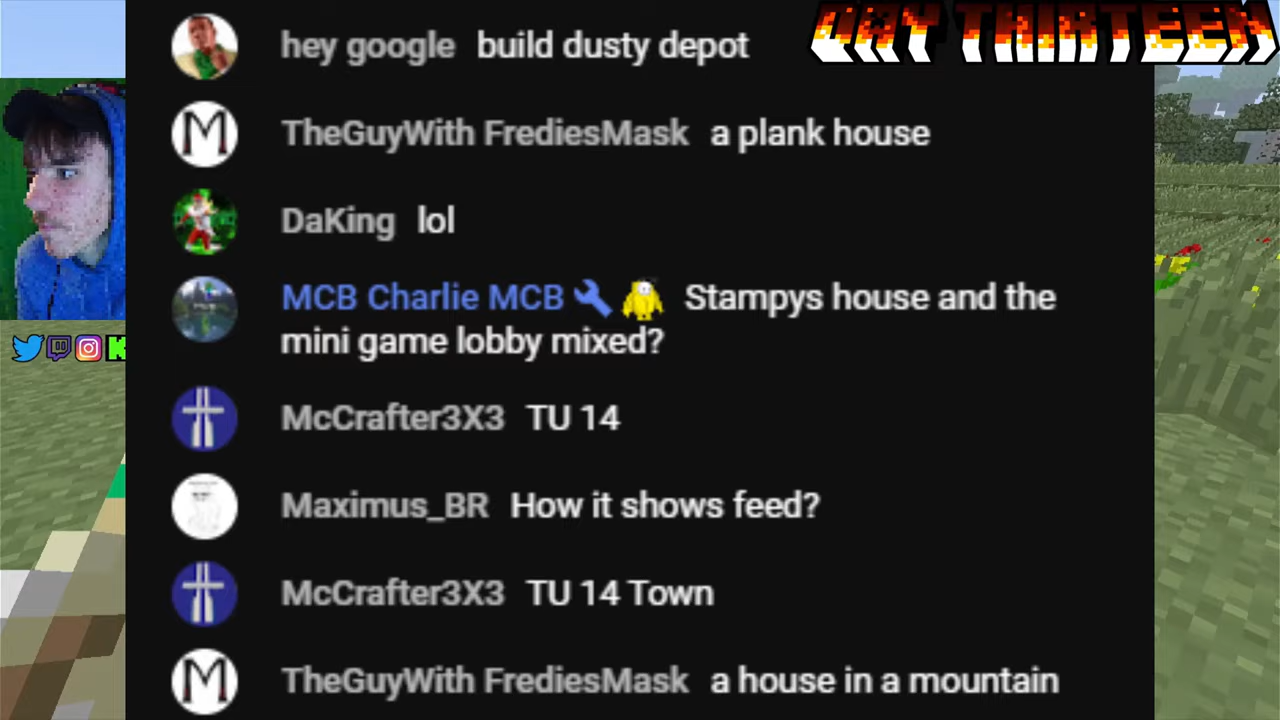 DAY THIRTEEN
hey google build dusty depot
TheGuyWith FrediesMask a plank house
DaKing lol
MCB Charlie MCB Stampys house and the
mini game lobby mixed?
McCrafter3X3 TU 14
Maximus_BR How it shows feed?
McCrafter3X3 TU 14 Town
TheGuyWith FrediesMask a house in a mountain